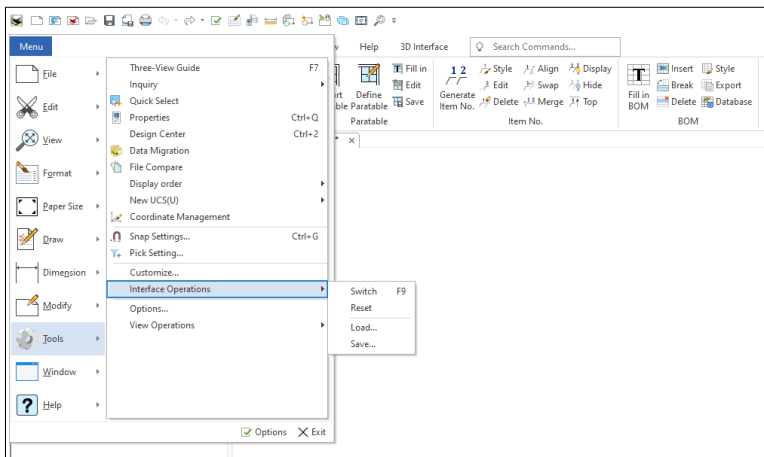 Menu
Help 3D Interface Search Commands...
File
Edit
View
Format
Paper Size
Draw
Dimension
Modify
Tools
Window
Help
Three-View Guide F7
Inquiry
Quick Select
Properties Ctrl+Q
Design Center Ctrl+2
Data Migration
File Compare
Display order
New UCS(U)
Coordinate Management
Snap Settings... Ctrl+G
Pick Setting...
Customize...
Interface Operations
Options...
View Operations
Switch F9
Reset
Load...
Save...
Options Exit
Define
Paratable
Fill in
Edit
Save
Paratable
1 2
Generate
Item No.
Style Align Display
Edit Swap Hide
Delete Merge Top
Item No.
T
Fill in
BOM
Insert Style
Break Export
Delete Database
BOM